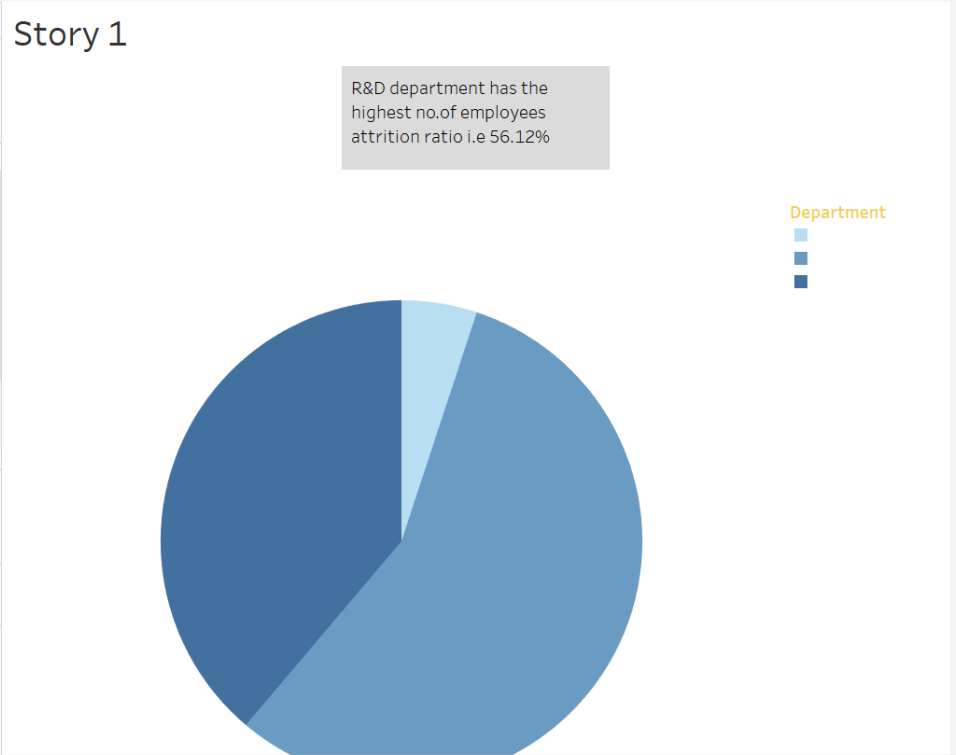 Story 1
R&D department has the
highest no.of employees
attrition ratio i.e 56.12%
Department